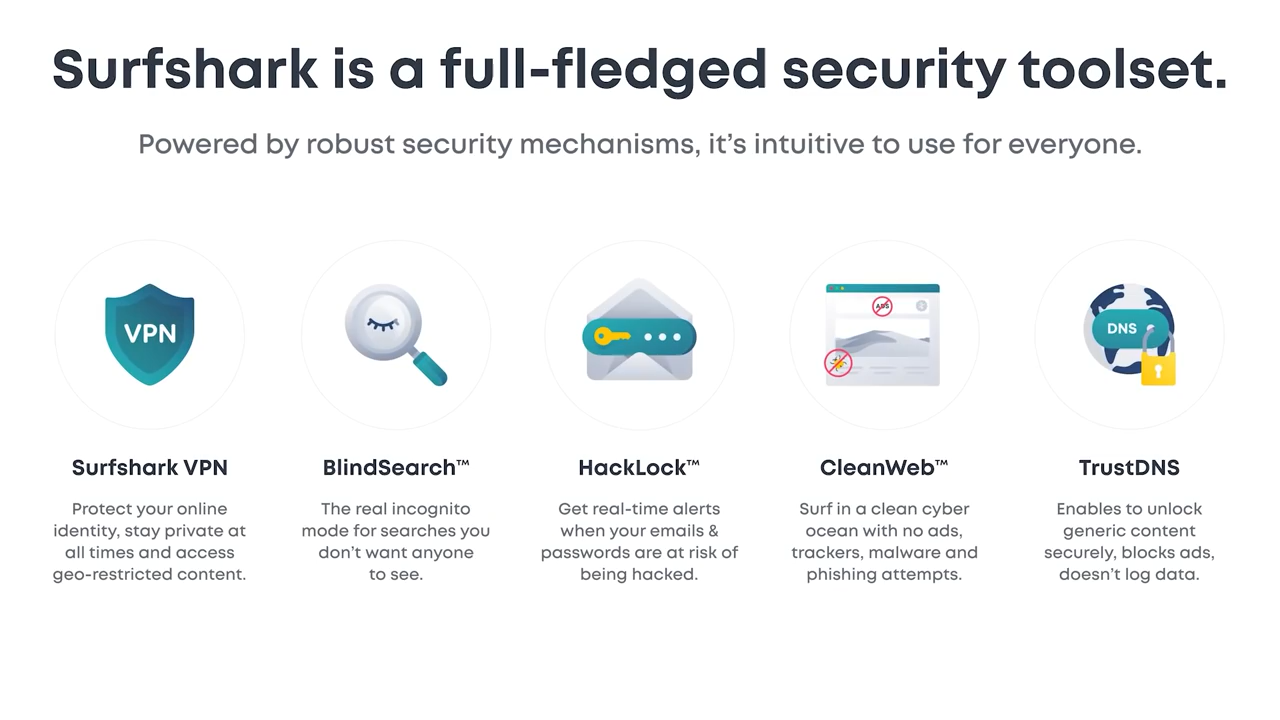 Surfshark is a full-fledged security toolset.
Powered by robust security mechanisms, it’s intuitive to use for everyone.
VPN
ADS
DNS
Surfshark VPN
Protect your online
identity, stay private at
all times and access
geo-restricted content.
BlindSearch™
The real incognito
mode for searches you
don’t want anyone
to see.
HackLock™
Get real-time alerts
when your emails &
passwords are at risk of
being hacked.
CleanWeb™
Surf in a clean cyber
ocean with no ads,
trackers, malware and
phishing attempts.
TrustDNS
Enables to unlock
generic content
securely, blocks ads,
doesn’t log data.